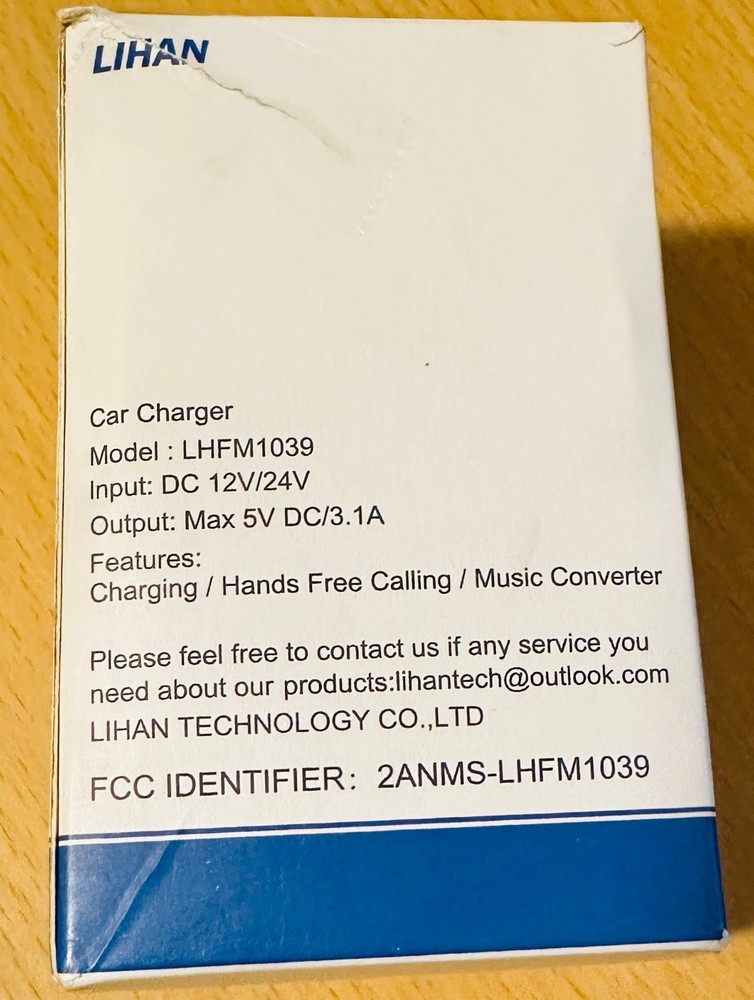 LIHAN
Car Charger
Model : LHFM1039
Input: DC 12V/24V
Output: Max 5V DC/3.1A
Features:
Charging / Hands Free Calling / Music Converter
Please feel free to contact us if any service you
need about our products:lihantech@outlook.com
LIHAN TECHNOLOGY CO.,LTD
FCC IDENTIFIER: 2ANMS-LHFM1039